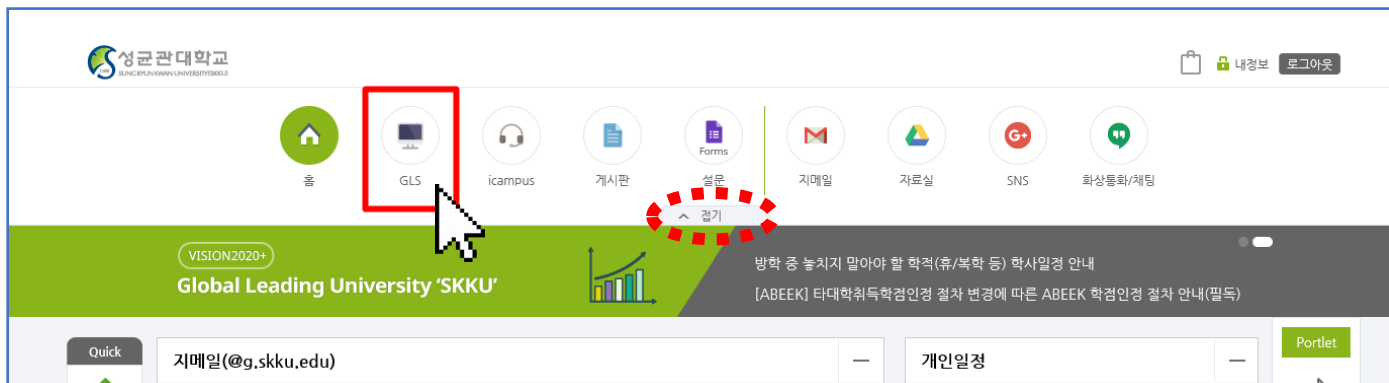 성균관대학교
SUNGKYUNKWAN UNIVERSITY(SKKU)
내정보
로그아웃
홈
GLS
icampus
게시판
Forms
설문
지메일
자료실
G+
SNS
화상통화/채팅
접기
VISION2020+
Global Leading University ‘SKKU’
방학 중 놓치지 말아야 할 학적(휴/복학 등) 학사일정 안내
[ABEEK] 타대학취득학점인정 절차 변경에 따른 ABEEK 학점인정 절차 안내(필독)
Quick
지메일(@g.skku.edu)
개인일정
Portlet